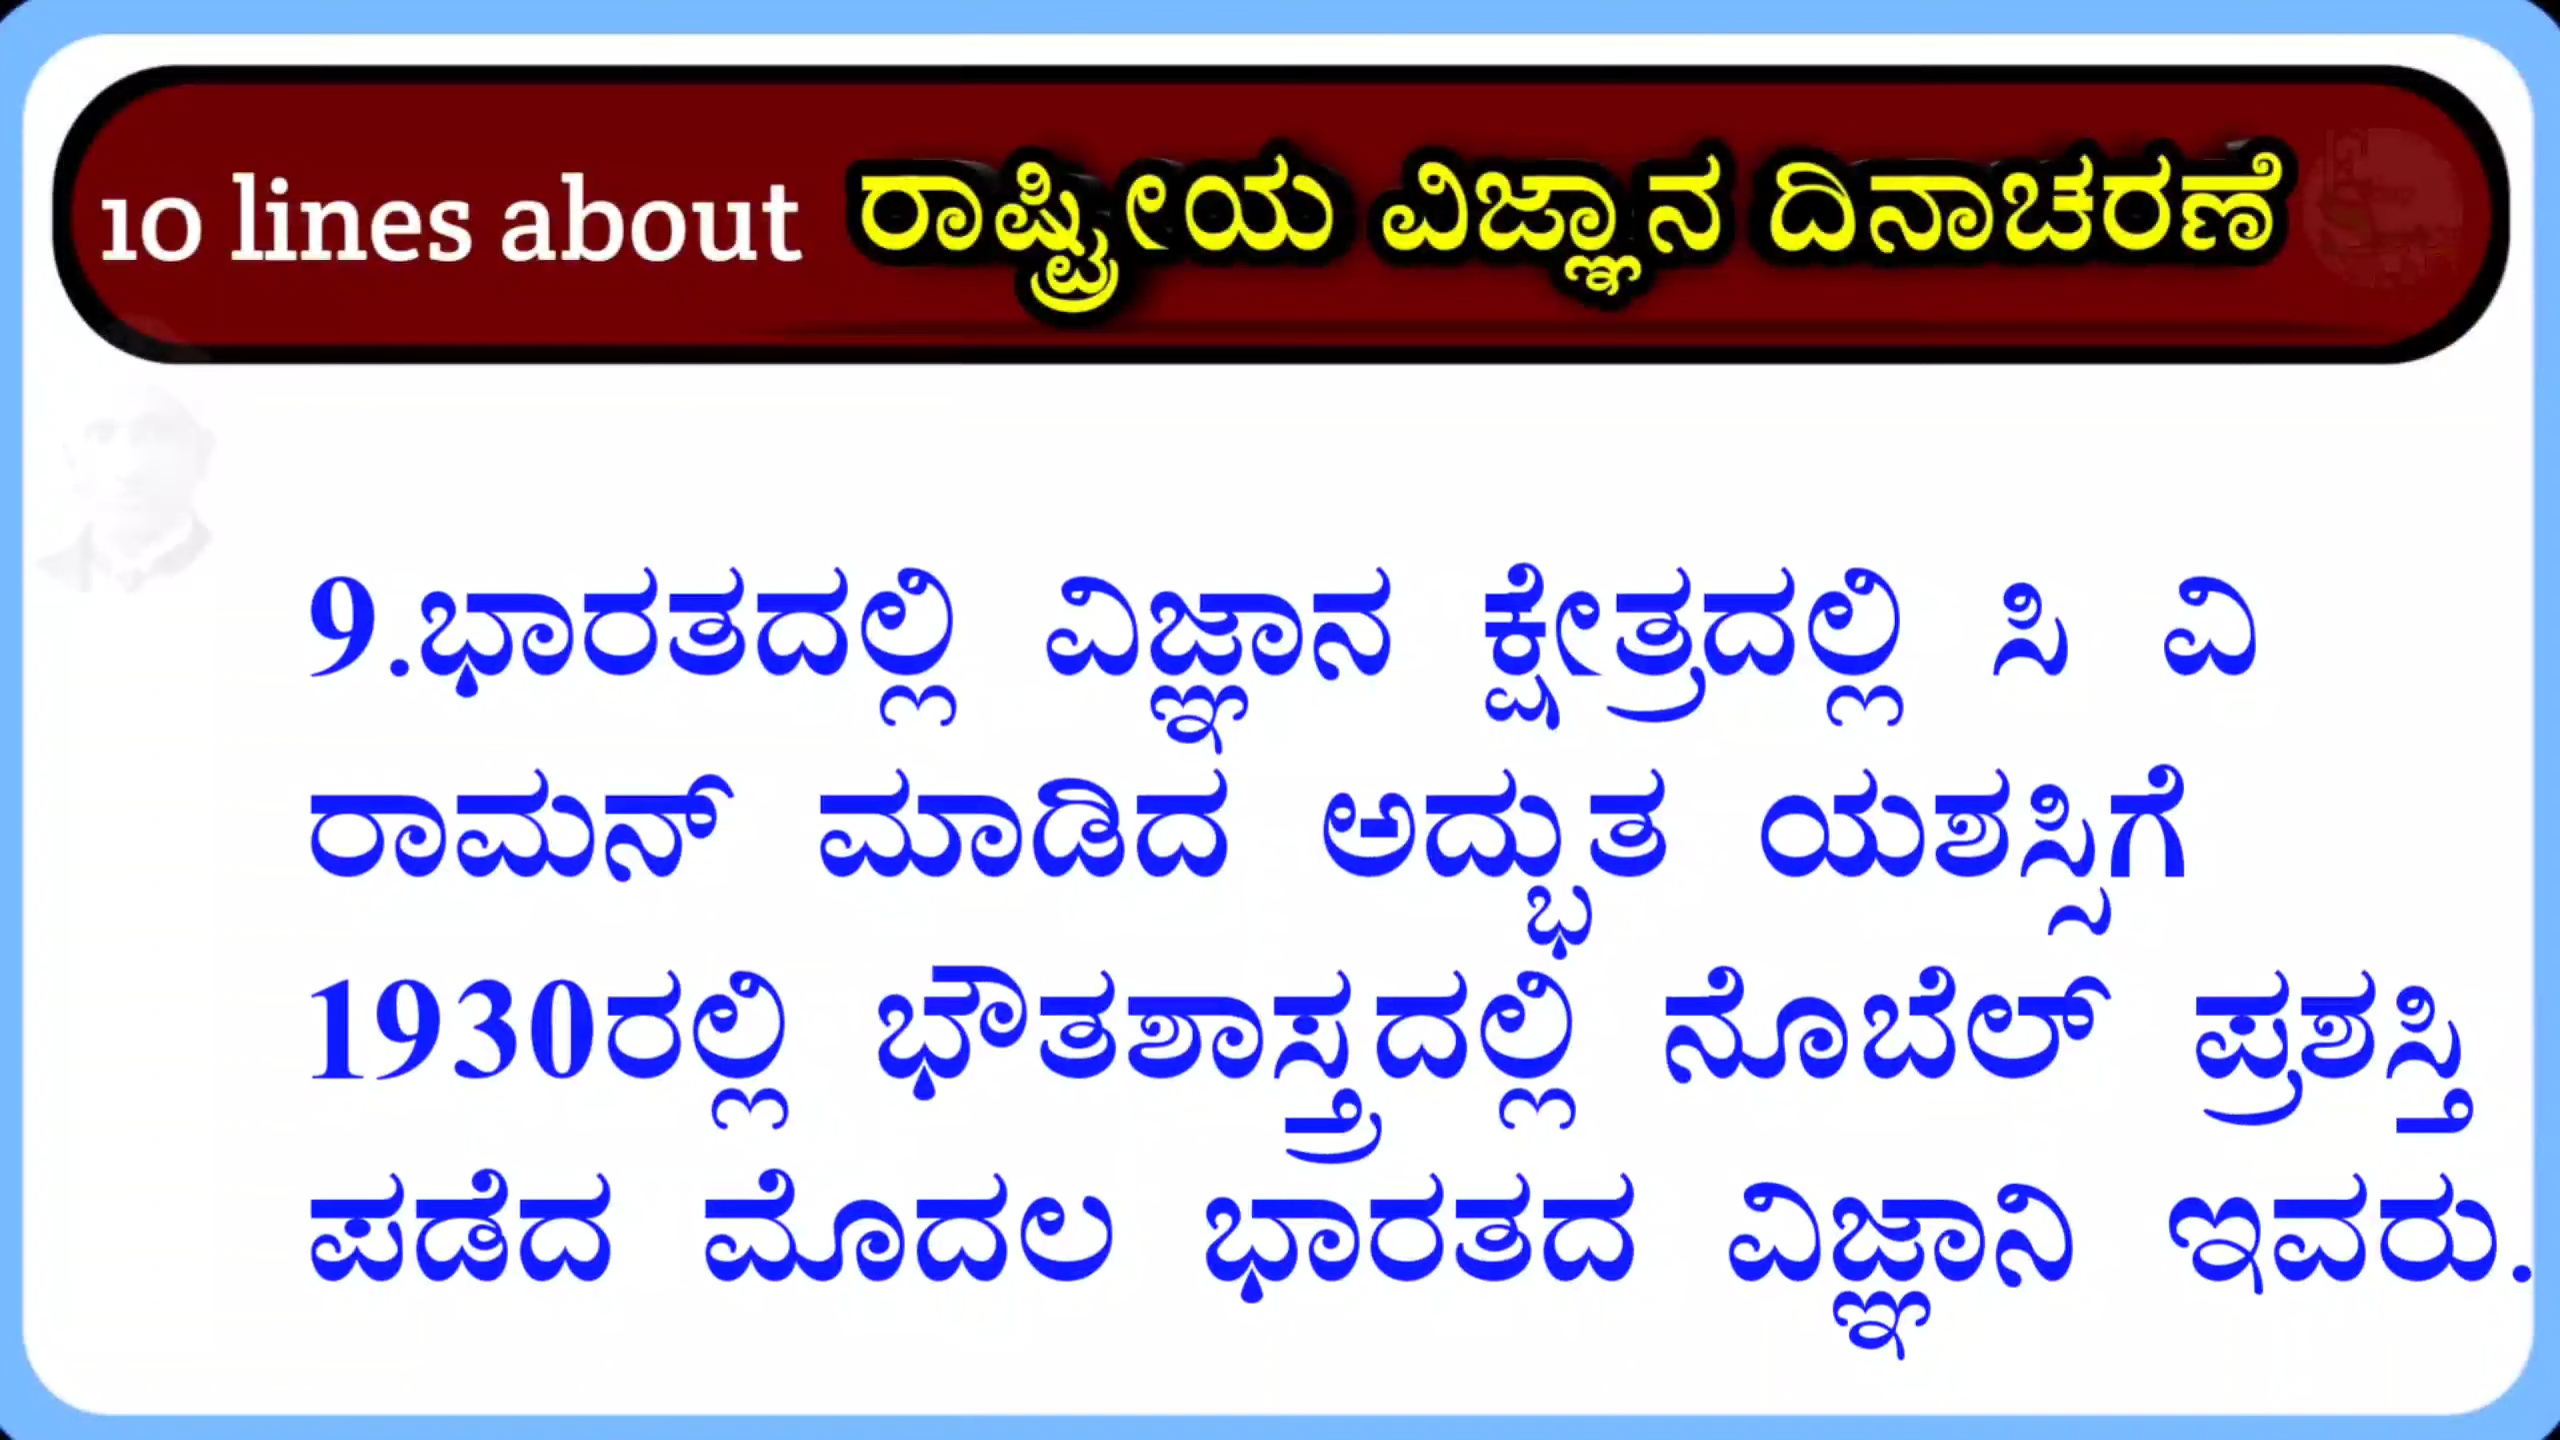 10 lines about ರಾಷ್ಟ್ರೀಯ ವಿಜ್ಞಾನ ದಿನಾಚರಣೆ
9.ಭಾರತದಲ್ಲಿ ವಿಜ್ಞಾನ ಕ್ಷೇತ್ರದಲ್ಲಿ ಸಿ ವಿ
ರಾಮನ್ ಮಾಡಿದ ಅದ್ಭುತ ಯಶಸ್ಸಿಗೆ
1930ರಲ್ಲಿ ಭೌತಶಾಸ್ತ್ರದಲ್ಲಿ ನೊಬೆಲ್ ಪ್ರಶಸ್ತಿ
ಪಡೆದ ಮೊದಲ ಭಾರತದ ವಿಜ್ಞಾನಿ ಇವರು.